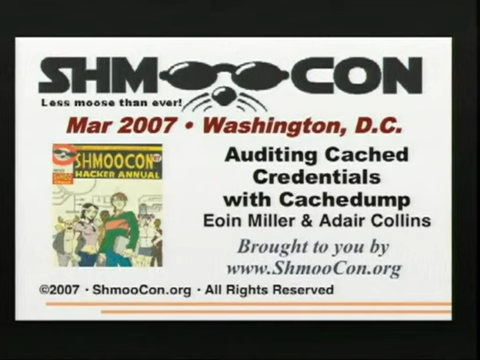 SHMOOCON
Less moose than ever!
Mar 2007 • Washington, D.C.
SHMOOCON
HACKER ANNUAL
Auditing Cached
Credentials
with Cachedump
Eoin Miller & Adair Collins
Brought to you by
www.ShmooCon.org
©2007 · ShmooCon.org · All Rights Reserved